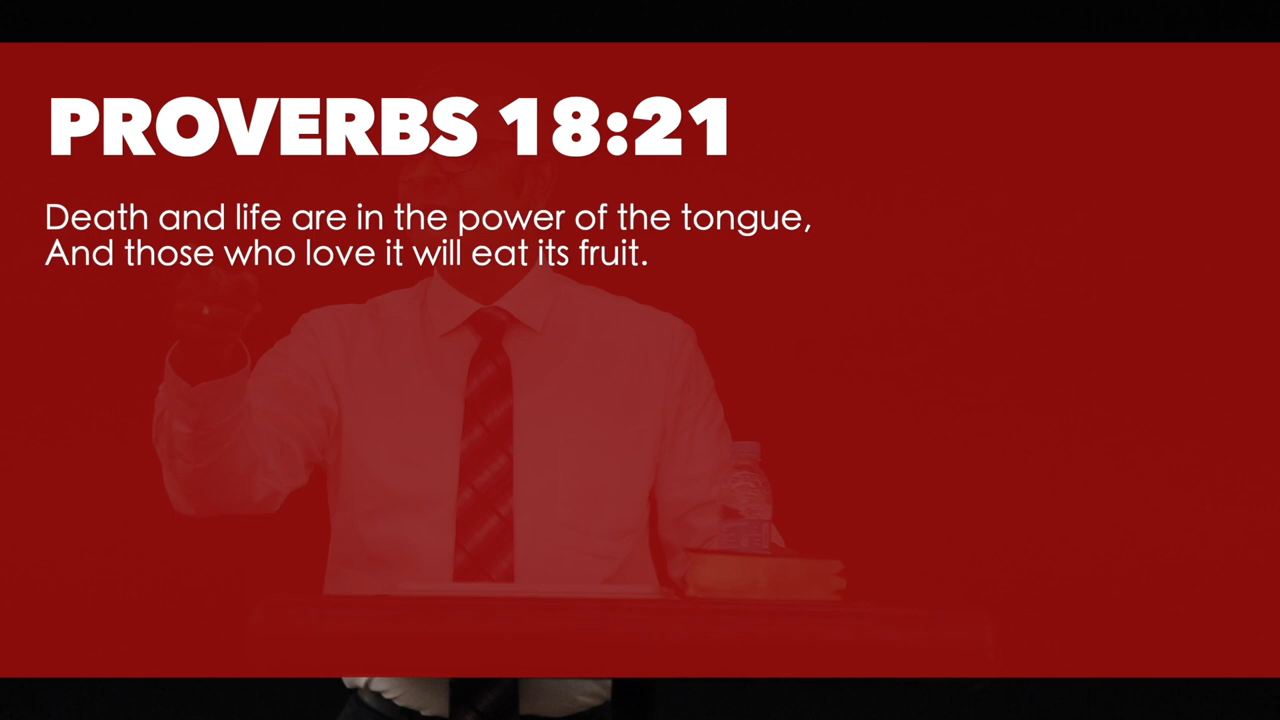 PROVERBS 18:21
Death and life are in the power of the tongue,
And those who love it will eat its fruit.